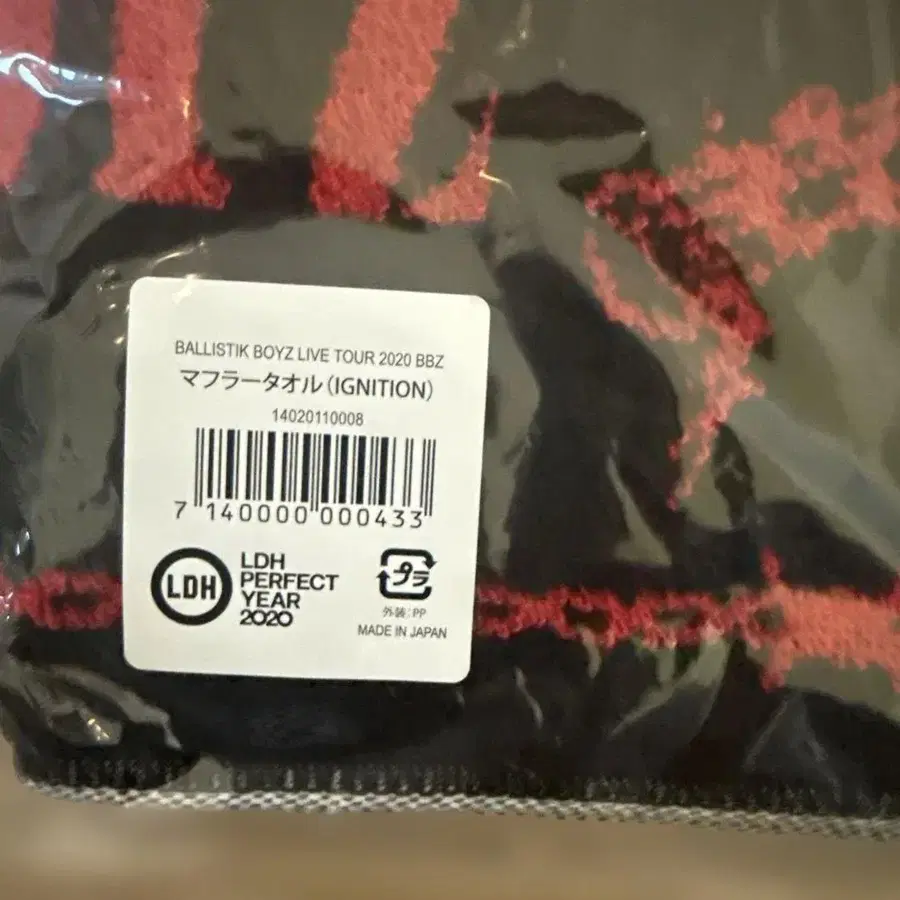 BALLISTIK BOYZ LIVE TOUR 2020 BBZ
マフラータオル(IGNITION)
14020110008
7 140000 000433
LDH
LDH
PERFECT
YEAR
2020
プラ
外装:PP
MADE IN JAPAN